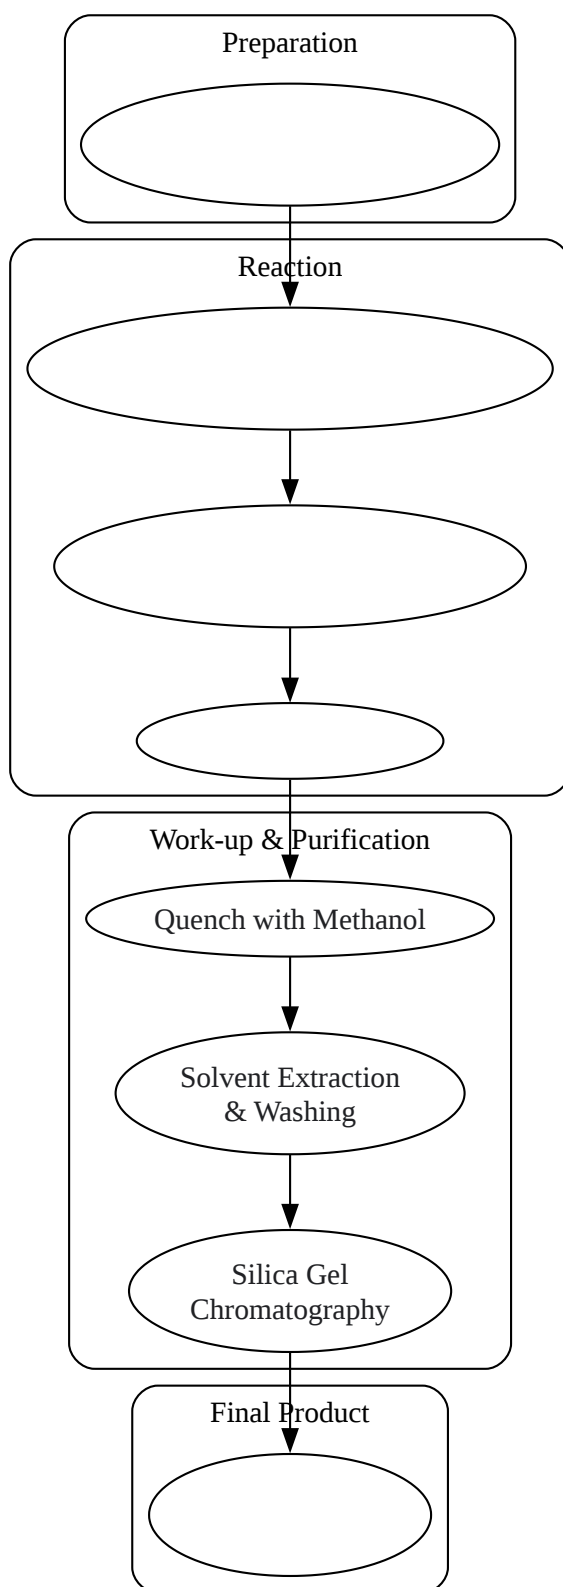 Preparation
Reaction
Work-up & Purification
Quench with Methanol
Solvent Extraction
& Washing
Silica Gel
Chromatography
Final Product